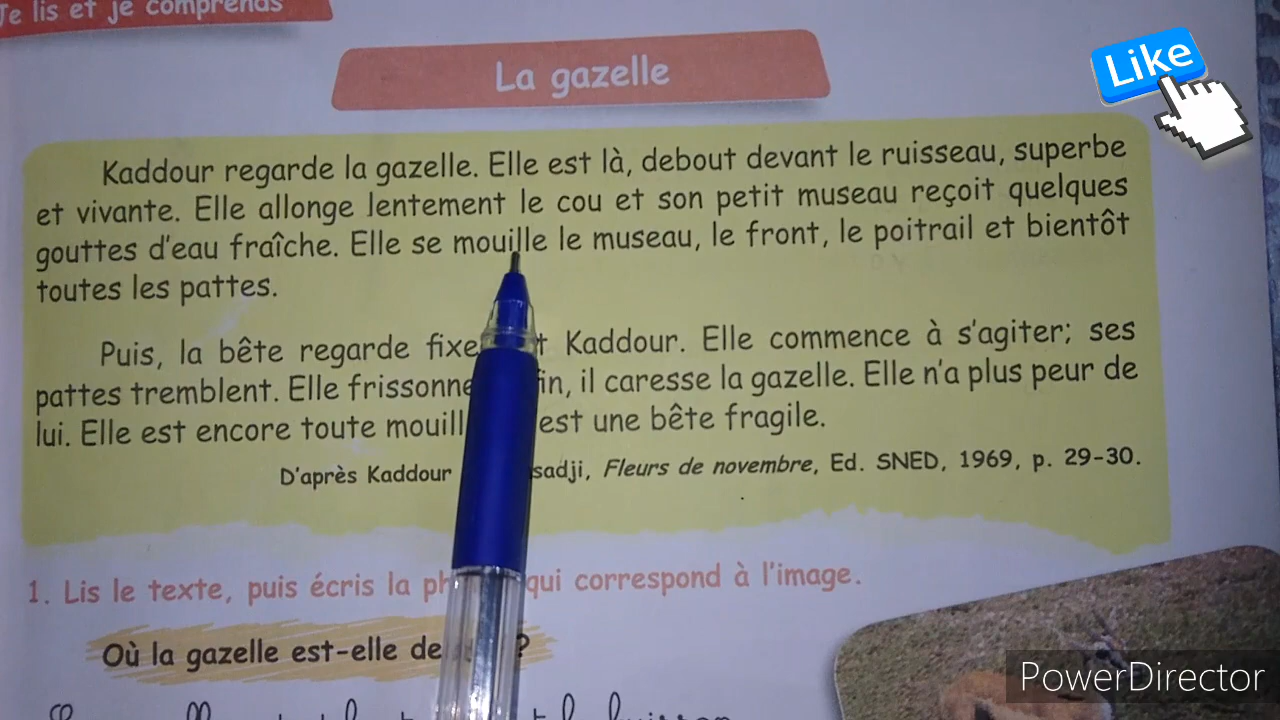 Je lis et je comprends
La gazelle
Like
Kaddour regarde la gazelle. Elle est là, debout devant le ruisseau, superbe
et vivante. Elle allonge lentement le cou et son petit museau reçoit quelques
gouttes d'eau fraîche. Elle se mouille le museau, le front, le poitrail et bientôt
toutes les pattes.
Puis, la bête regarde fixe t Kaddour. Elle commence à s'agiter; ses
pattes tremblent. Elle frissonne in, il caresse la gazelle. Elle n'a plus peur de
lui. Elle est encore toute mouill est une bête fragile.
D'après Kaddour sadji, Fleurs de novembre, Ed. SNED, 1969, p. 29-30.
1. Lis le texte, puis écris la ph qui correspond à l'image.
Où la gazelle est-elle de ?
PowerDirector